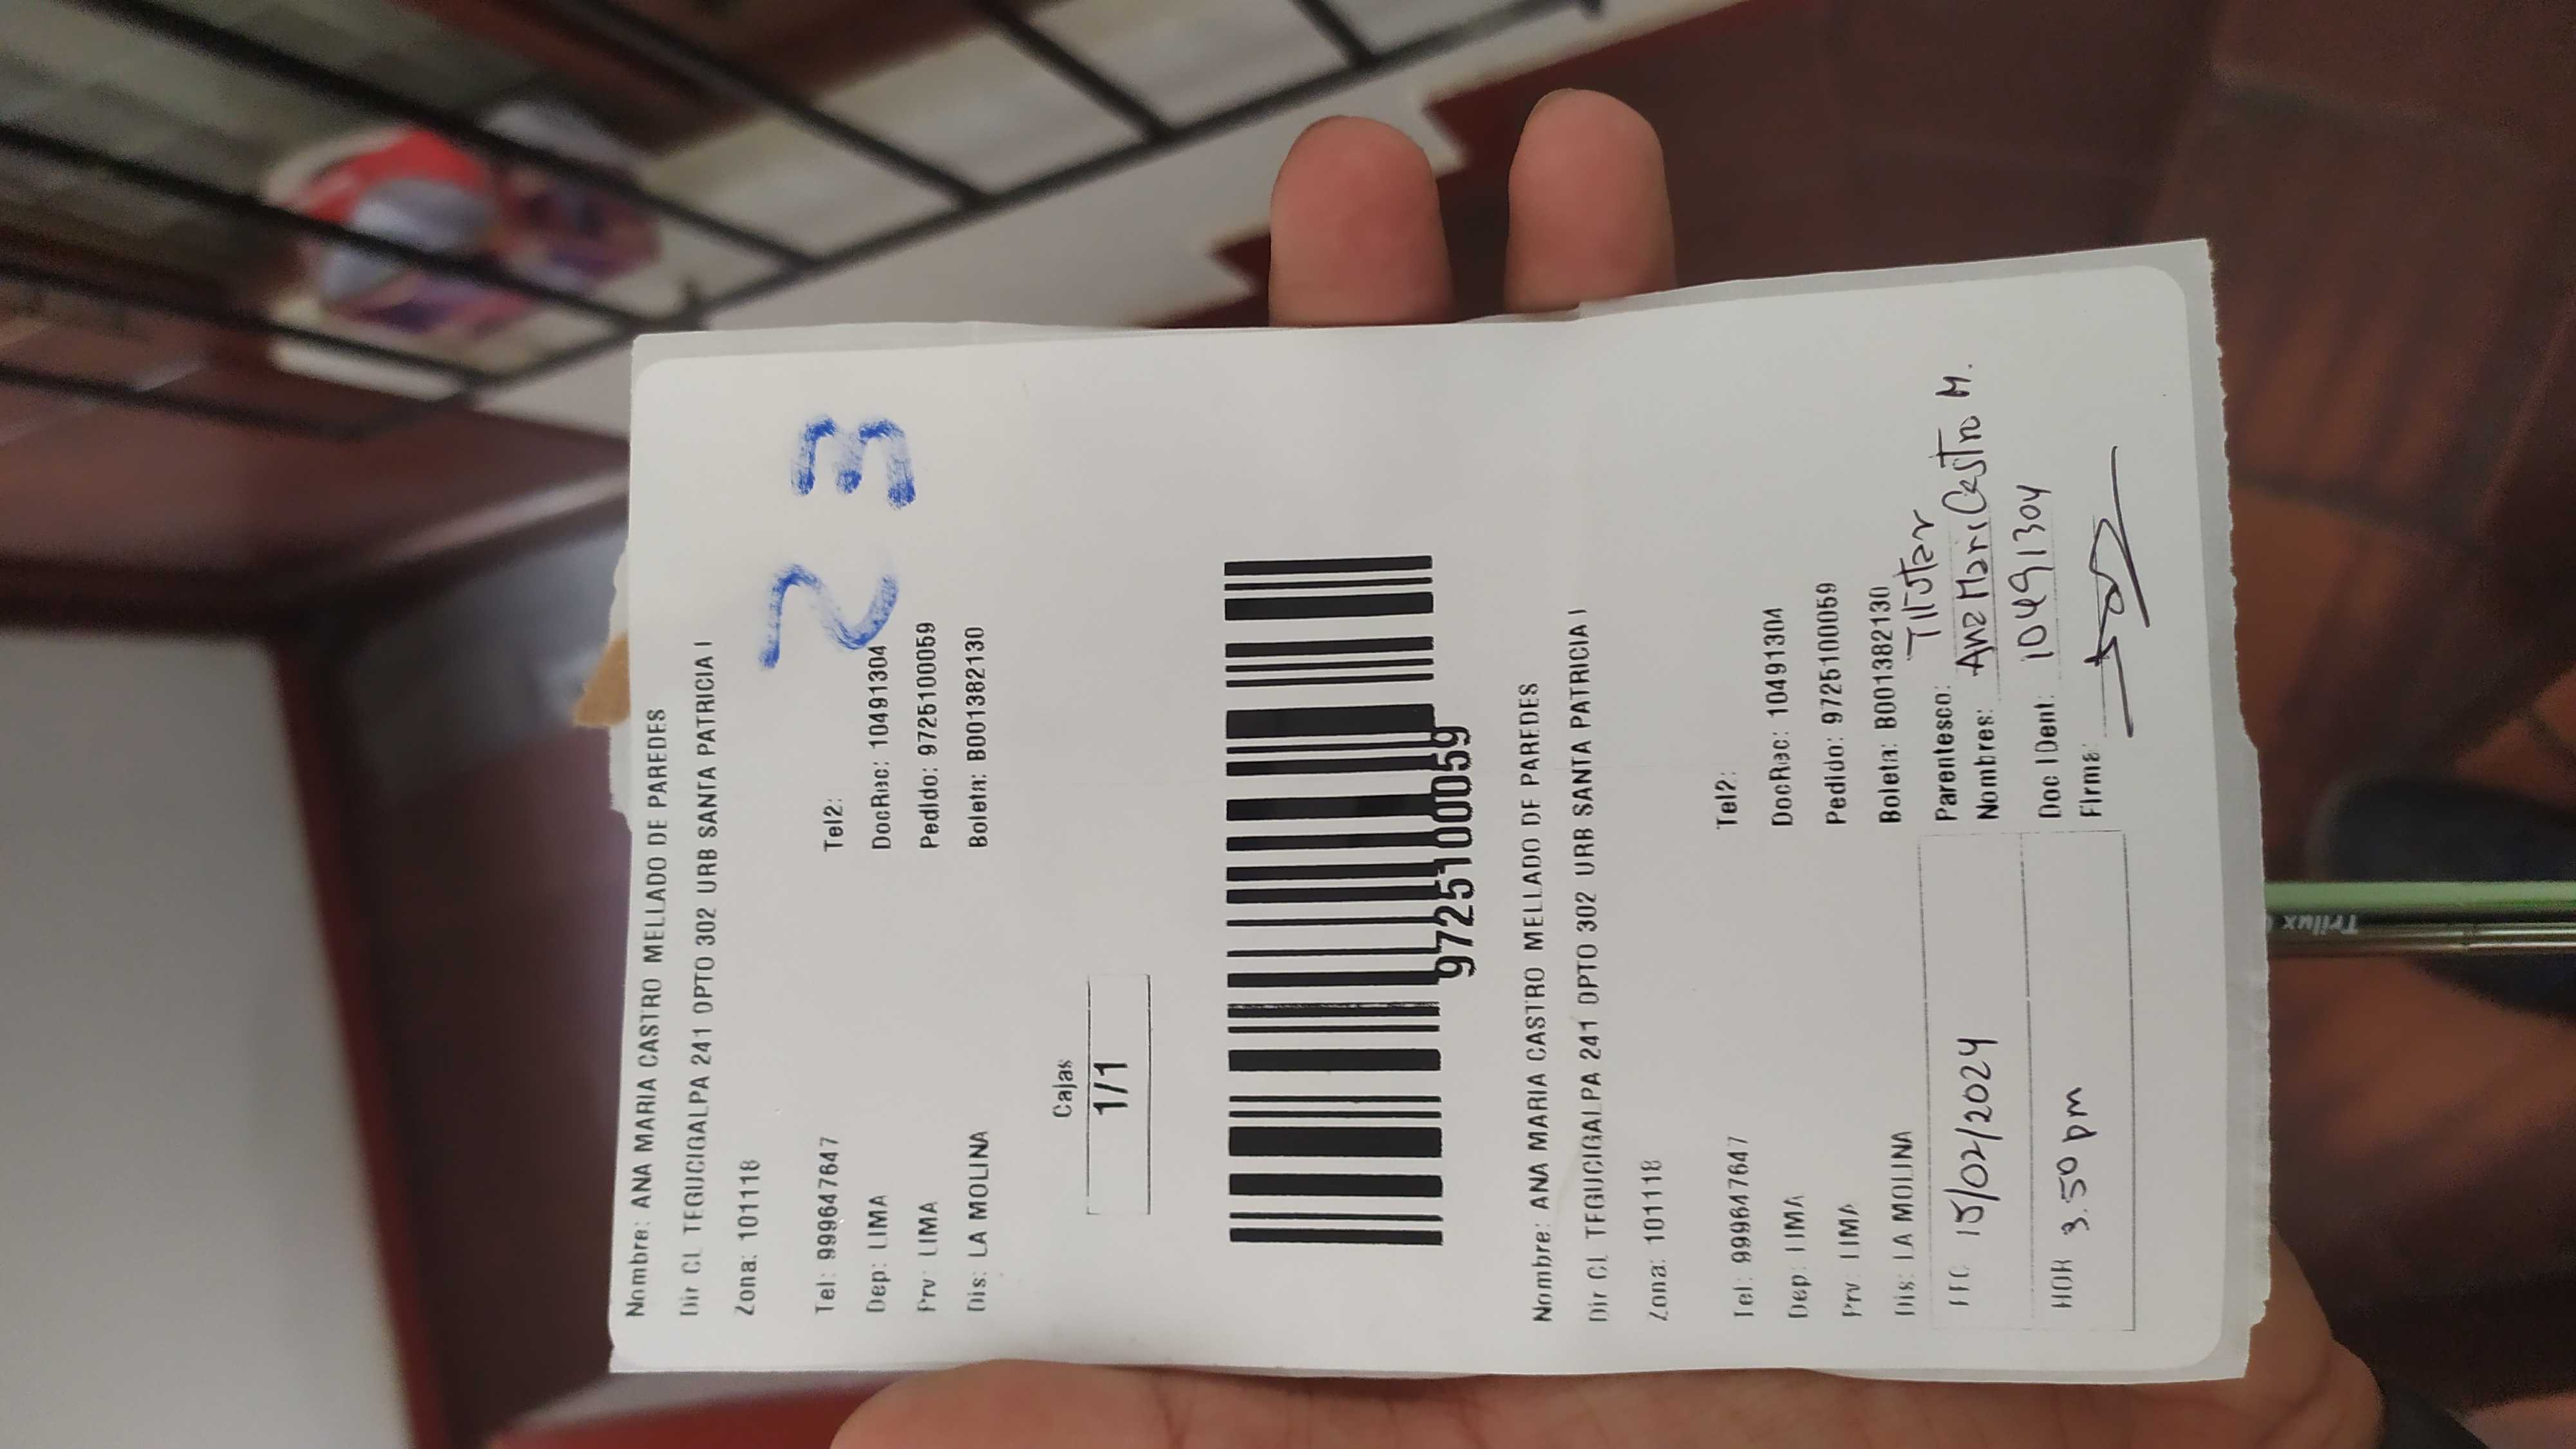 Nombre: ANA MARIA CASTRO MELLADO DE PAREDES
Dir CL TEGUCIGALPA 241 DPTO 302 URB SANTA PATRICIA I
Zona: 101118
23
Tel: 999647647 Tel2:
Dep: LIMA DocRec: 10491304
Prv: LIMA Pedido: 9725100059
Dis: LA MOLINA Boleta: B001382130
Cajas
1/1
9725100059
Nombre: ANA MARIA CASTRO MELLADO DE PAREDES
Dir CL TEGUCIGALPA 241 DPTO 302 URB SANTA PATRICIA I
Zona: 101118
Tel: 999647647 Tel2:
Dep: LIMA DocRec: 10491304
Prv: LIMA Pedido: 9725100059
Dis: LA MOLINA Boleta: B001382130
FEC 15/02/2024 Parentesco: Titular
Nombres: Ana Maria Castro M.
HOR 3.50 pm Doc IDent: 10491304
Firma:
Trilux